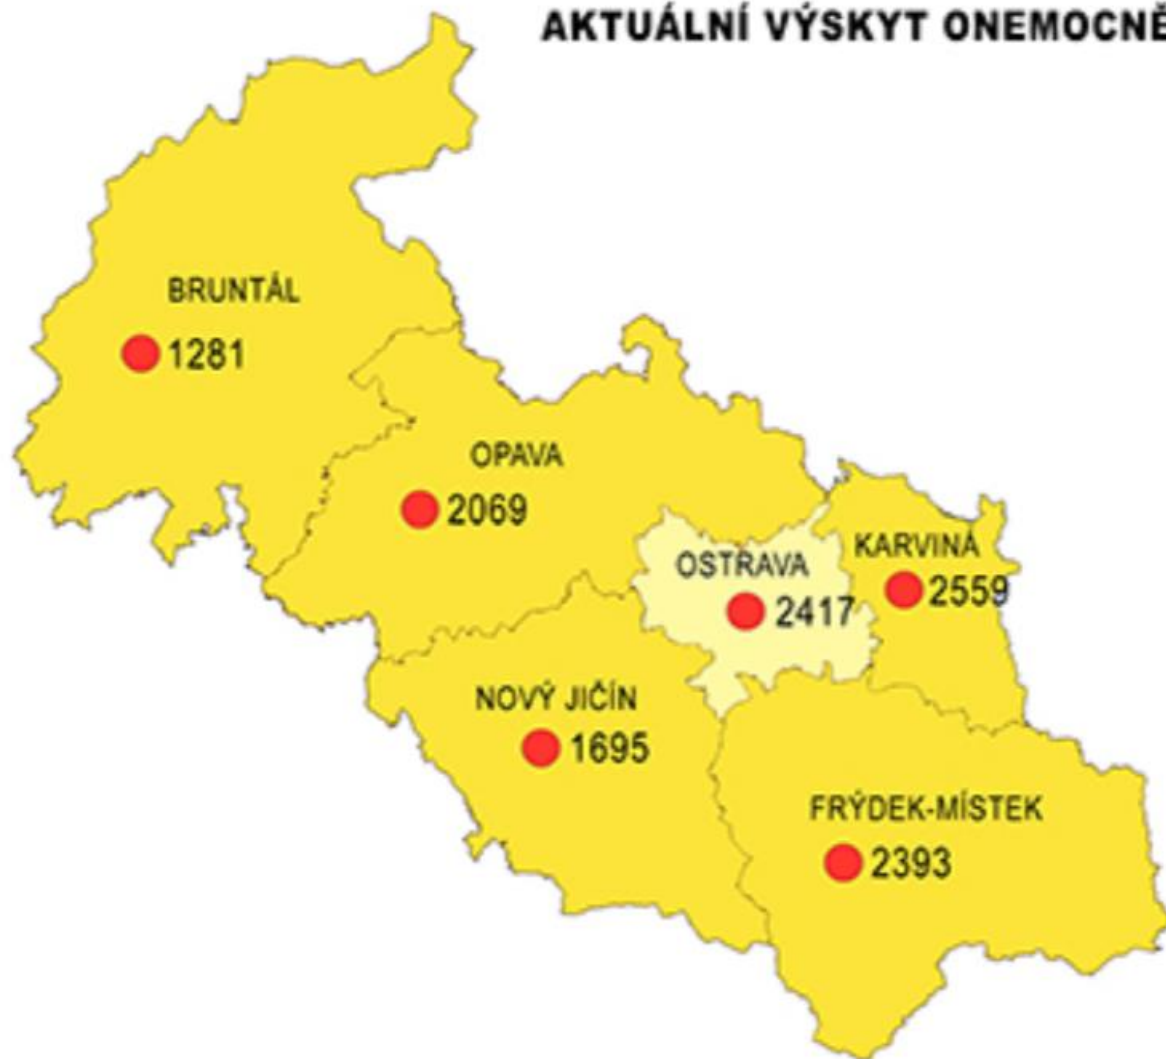 AKTUÁLNÍ VÝSKYT ONEMOCNĚ
BRUNTÁL
1281
OPAVA
2069
OSTRAVA
2417
KARVINÁ
2559
NOVÝ JIČÍN
1695
FRÝDEK-MÍSTEK
2393